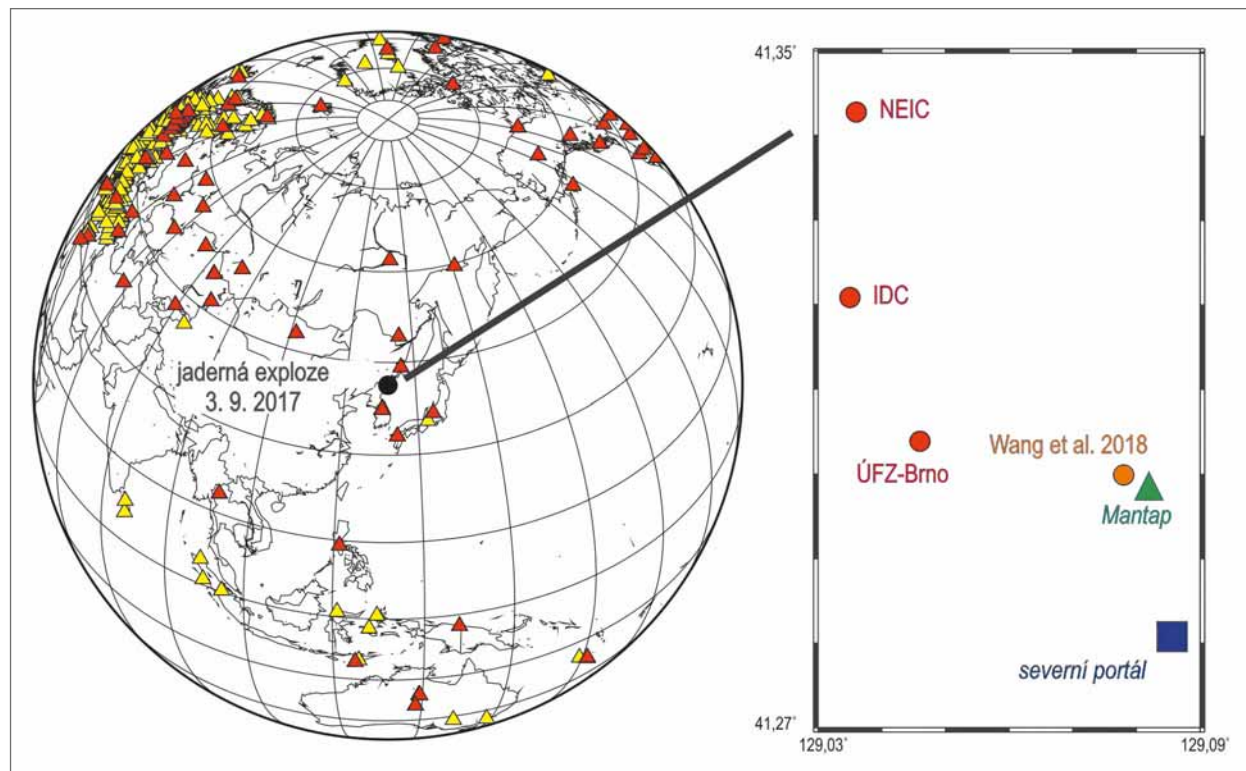 jaderná exploze
3. 9. 2017
41,35°
NEIC
IDC
Wang et al. 2018
ÚFZ-Brno
Mantap
severní portál
41,27°
129,03°
129,09°